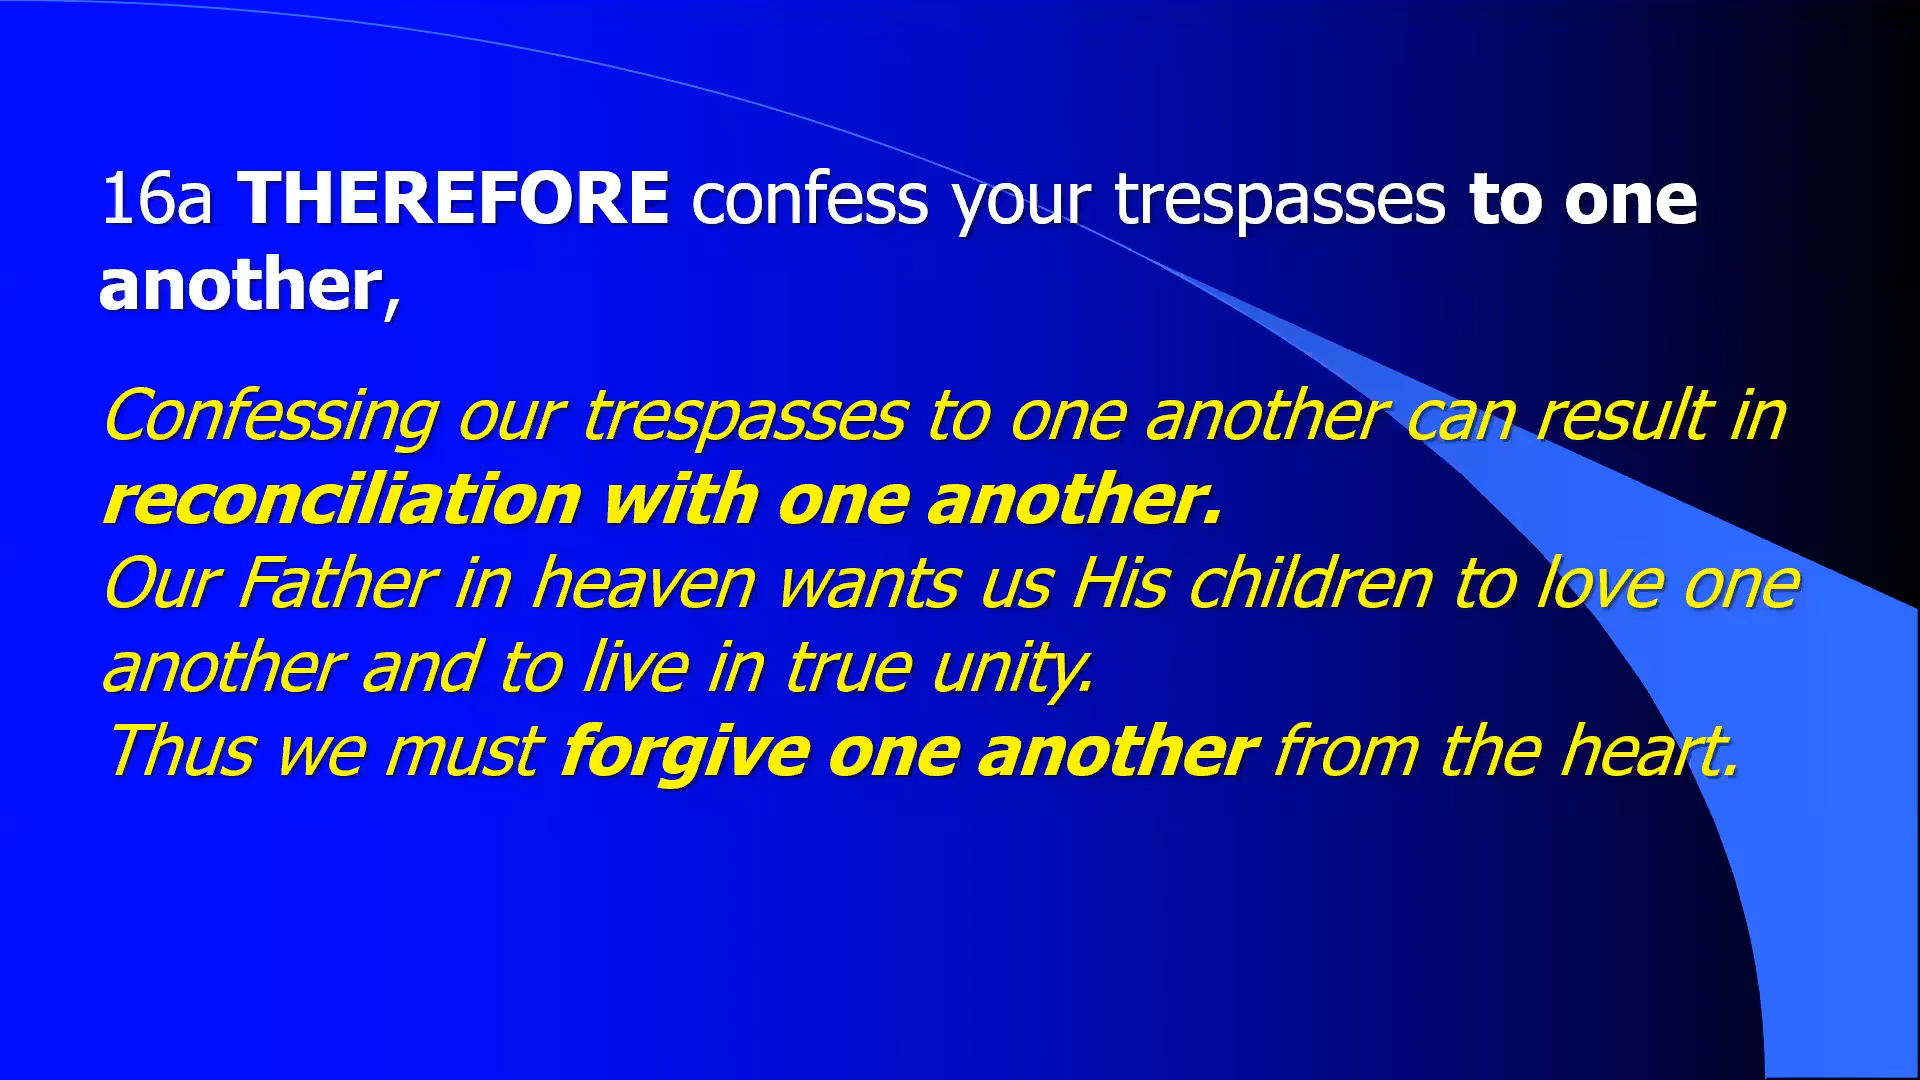 16a THEREFORE confess your trespasses to one
another,
Confessing our trespasses to one another can result in
reconciliation with one another.
Our Father in heaven wants us His children to love one
another and to live in true unity.
Thus we must forgive one another from the heart.